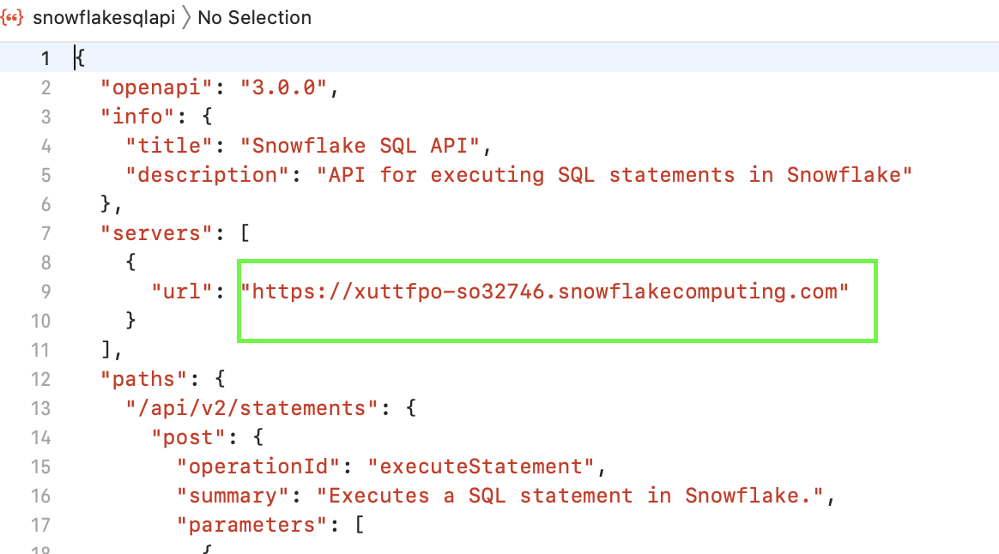 {“} snowflakesqlapi 〉 No Selection
1 {
2 "openapi": "3.0.0",
3 "info": {
4 "title": "Snowflake SQL API",
5 "description": "API for executing SQL statements in Snowflake"
6 },
7 "servers": [
8 {
9 "url": "https://xuttfpo-so32746.snowflakecomputing.com"
10 }
11 ],
12 "paths": {
13 "/api/v2/statements": {
14 "post": {
15 "operationId": "executeStatement",
16 "summary": "Executes a SQL statement in Snowflake.",
17 "parameters": [
18 {